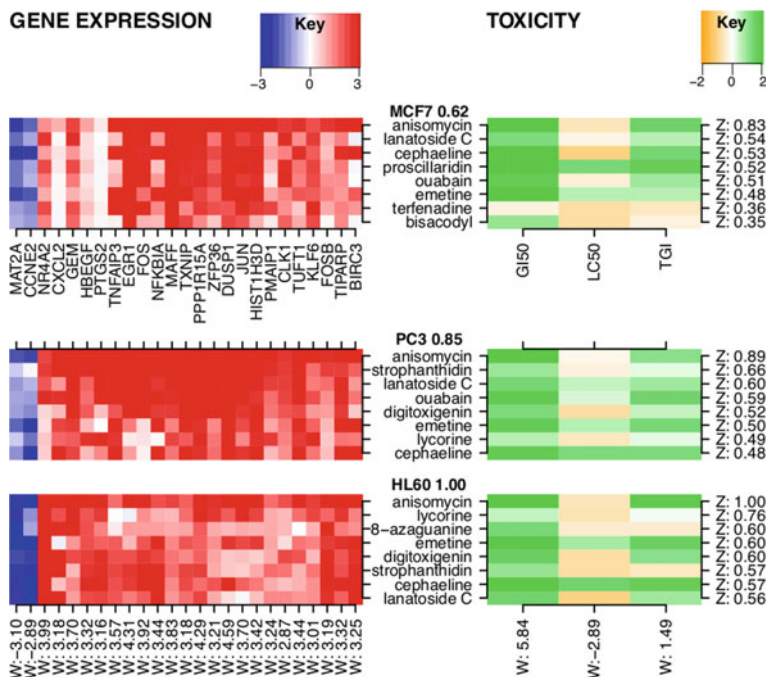 GENE EXPRESSION
Key
−3 0 3
TOXICITY
Key
−2 0 2
MCF7 0.62
anisomycin Z: 0.83
lanatoside C Z: 0.54
cephaeline Z: 0.53
proscillaridin Z: 0.52
ouabain Z: 0.51
emetine Z: 0.48
terfenadine Z: 0.36
bisacodyl Z: 0.35
MAT2A
CCNE2
NR4A2
CXCL2
GEM
HBEGF
PTGS2
TNFAIP3
EGR1
FOS
NFKBIA
MAFF
TXNIP
PPP1R15A
ZFP36
DUSP1
JUN
HIST1H3D
PMAIP1
CLK1
TUFT1
KLF6
FOSB
TIPARP
BIRC3
GI50
LC50
TGI
PC3 0.85
anisomycin Z: 0.89
strophanthidin Z: 0.66
lanatoside C Z: 0.60
ouabain Z: 0.59
digitoxigenin Z: 0.52
emetine Z: 0.50
lycorine Z: 0.49
cephaeline Z: 0.48
HL60 1.00
anisomycin Z: 1.00
lycorine Z: 0.76
8−azaguanine Z: 0.60
emetine Z: 0.60
digitoxigenin Z: 0.60
strophanthidin Z: 0.57
cephaeline Z: 0.57
lanatoside C Z: 0.56
W:−3.10
W:−2.89
W: 3.99
W: 3.18
W: 3.70
W: 3.32
W: 3.16
W: 3.57
W: 4.31
W: 3.92
W: 3.44
W: 3.83
W: 3.18
W: 4.29
W: 3.21
W: 4.59
W: 3.70
W: 3.42
W: 3.24
W: 2.87
W: 3.44
W: 3.01
W: 3.19
W: 3.32
W: 3.25
W: 5.84
W:−2.89
W: 1.49